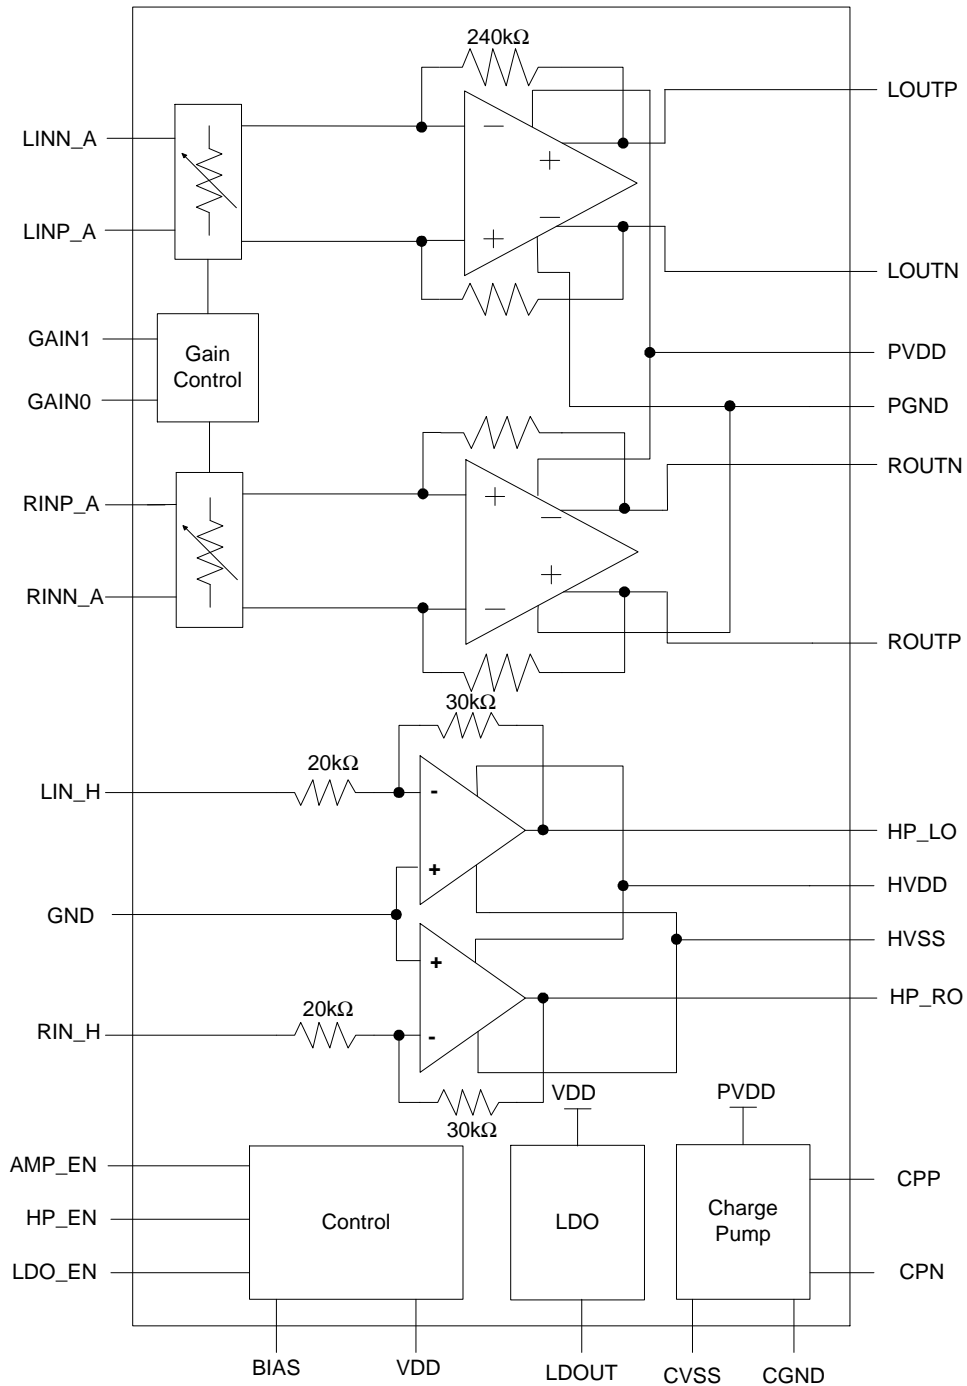 240kΩ
LOUTP
LINN_A
−
+
LINP_A
−
+
LOUTN
GAIN1
Gain
Control
PVDD
GAIN0
PGND
ROUTN
RINP_A
+
−
RINN_A
+
−
ROUTP
30kΩ
20kΩ
LIN_H
-
HP_LO
+
HVDD
GND
HVSS
+
20kΩ
HP_RO
RIN_H
-
30kΩ
VDD
PVDD
AMP_EN
CPP
HP_EN
Control
LDO
Charge
Pump
LDO_EN
CPN
BIAS
VDD
LDOUT
CVSS
CGND